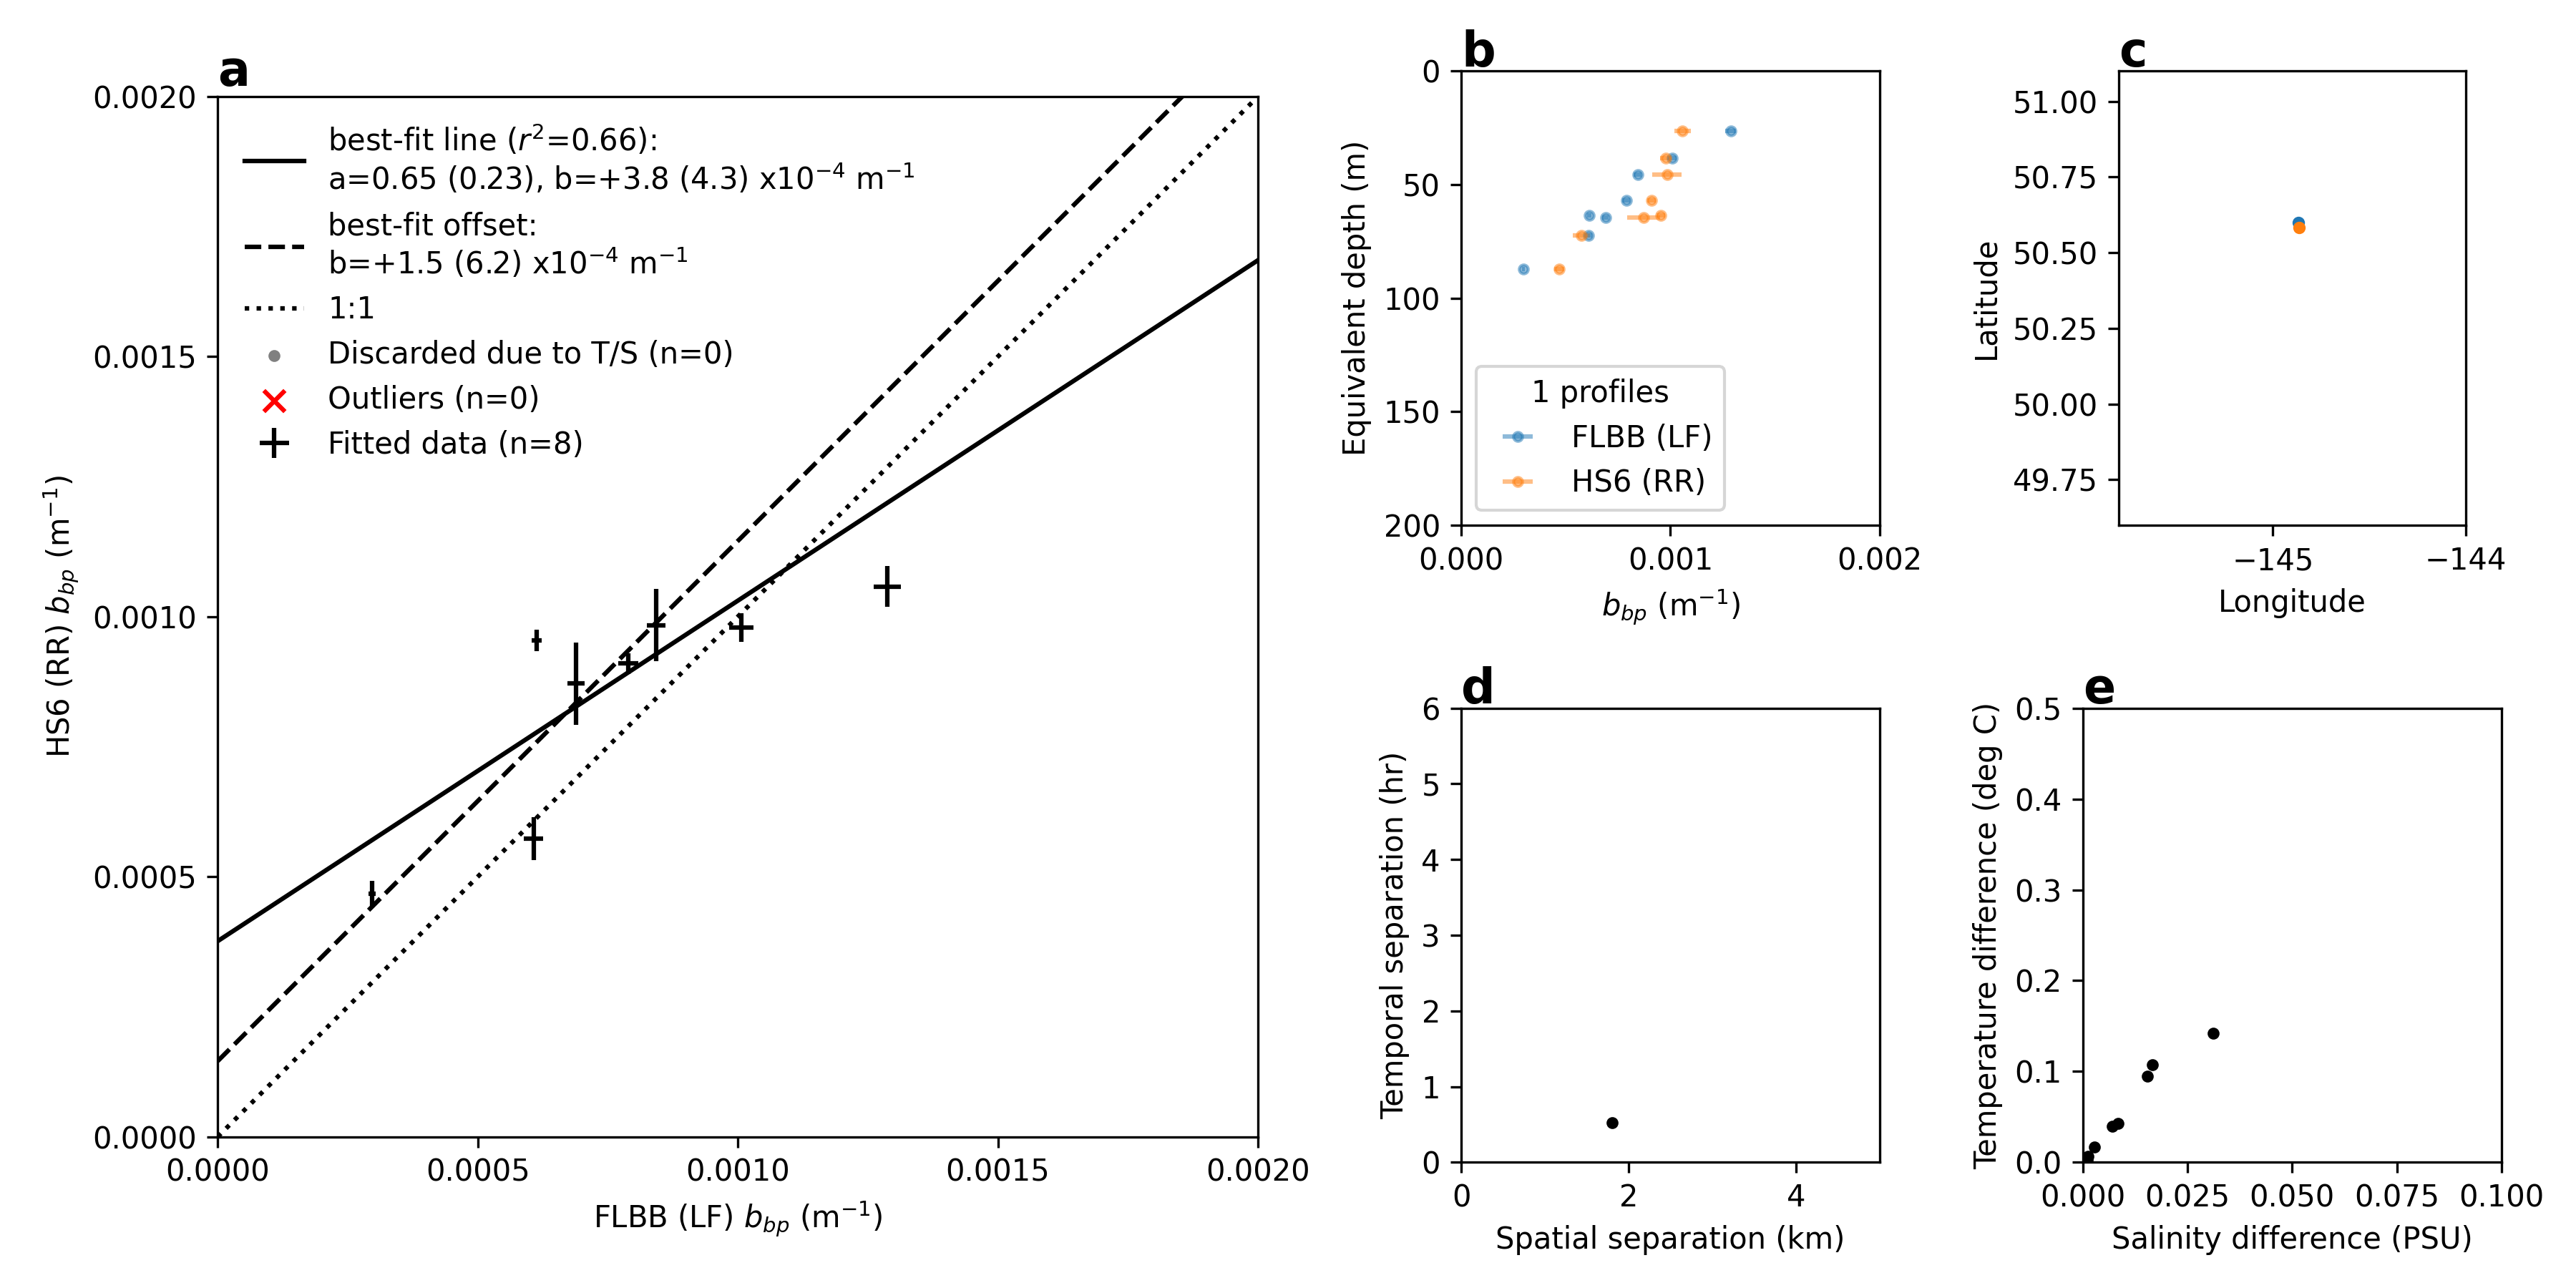 a
0.0020
0.0015
0.0010
0.0005
0.0000
HS6 (RR) b_bp (m⁻¹)
best-fit line (r²=0.66):
a=0.65 (0.23), b=+3.8 (4.3) x10⁻⁴ m⁻¹
best-fit offset:
b=+1.5 (6.2) x10⁻⁴ m⁻¹
1:1
Discarded due to T/S (n=0)
Outliers (n=0)
Fitted data (n=8)
0.0000 0.0005 0.0010 0.0015 0.0020
FLBB (LF) b_bp (m⁻¹)
b
0
50
100
150
200
Equivalent depth (m)
1 profiles
FLBB (LF)
HS6 (RR)
0.000 0.001 0.002
b_bp (m⁻¹)
c
51.00
50.75
50.50
50.25
50.00
49.75
Latitude
−145 −144
Longitude
d
6
5
4
3
2
1
0
Temporal separation (hr)
0 2 4
Spatial separation (km)
e
0.5
0.4
0.3
0.2
0.1
0.0
Temperature difference (deg C)
0.000 0.025 0.050 0.075 0.100
Salinity difference (PSU)